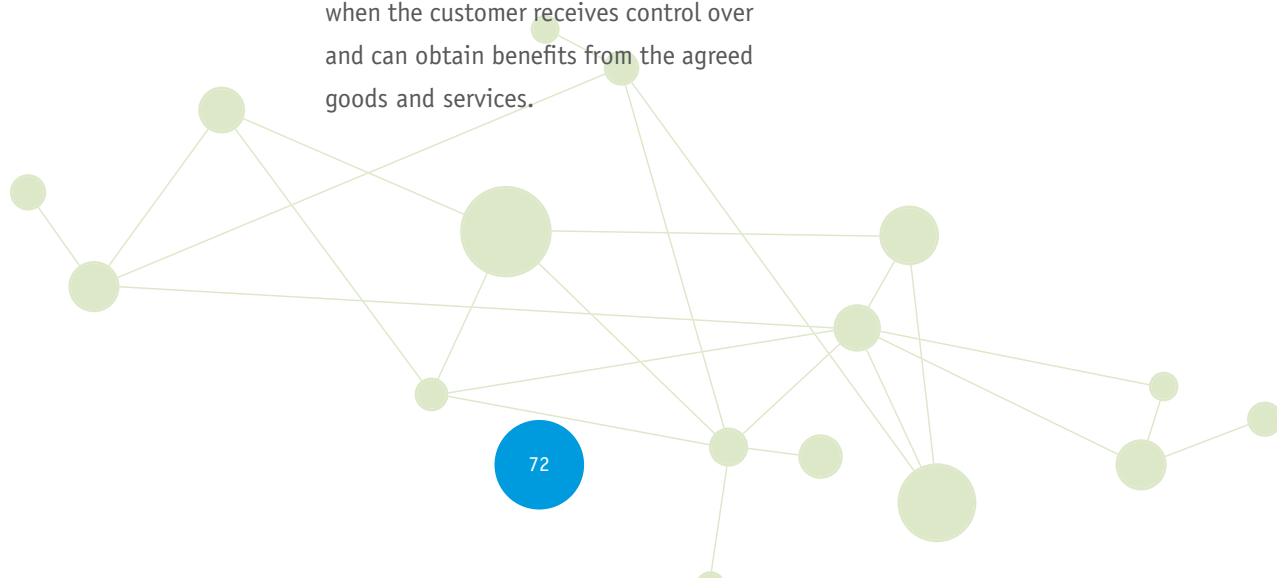 when the customer receives control over
and can obtain benefits from the agreed
goods and services.
72